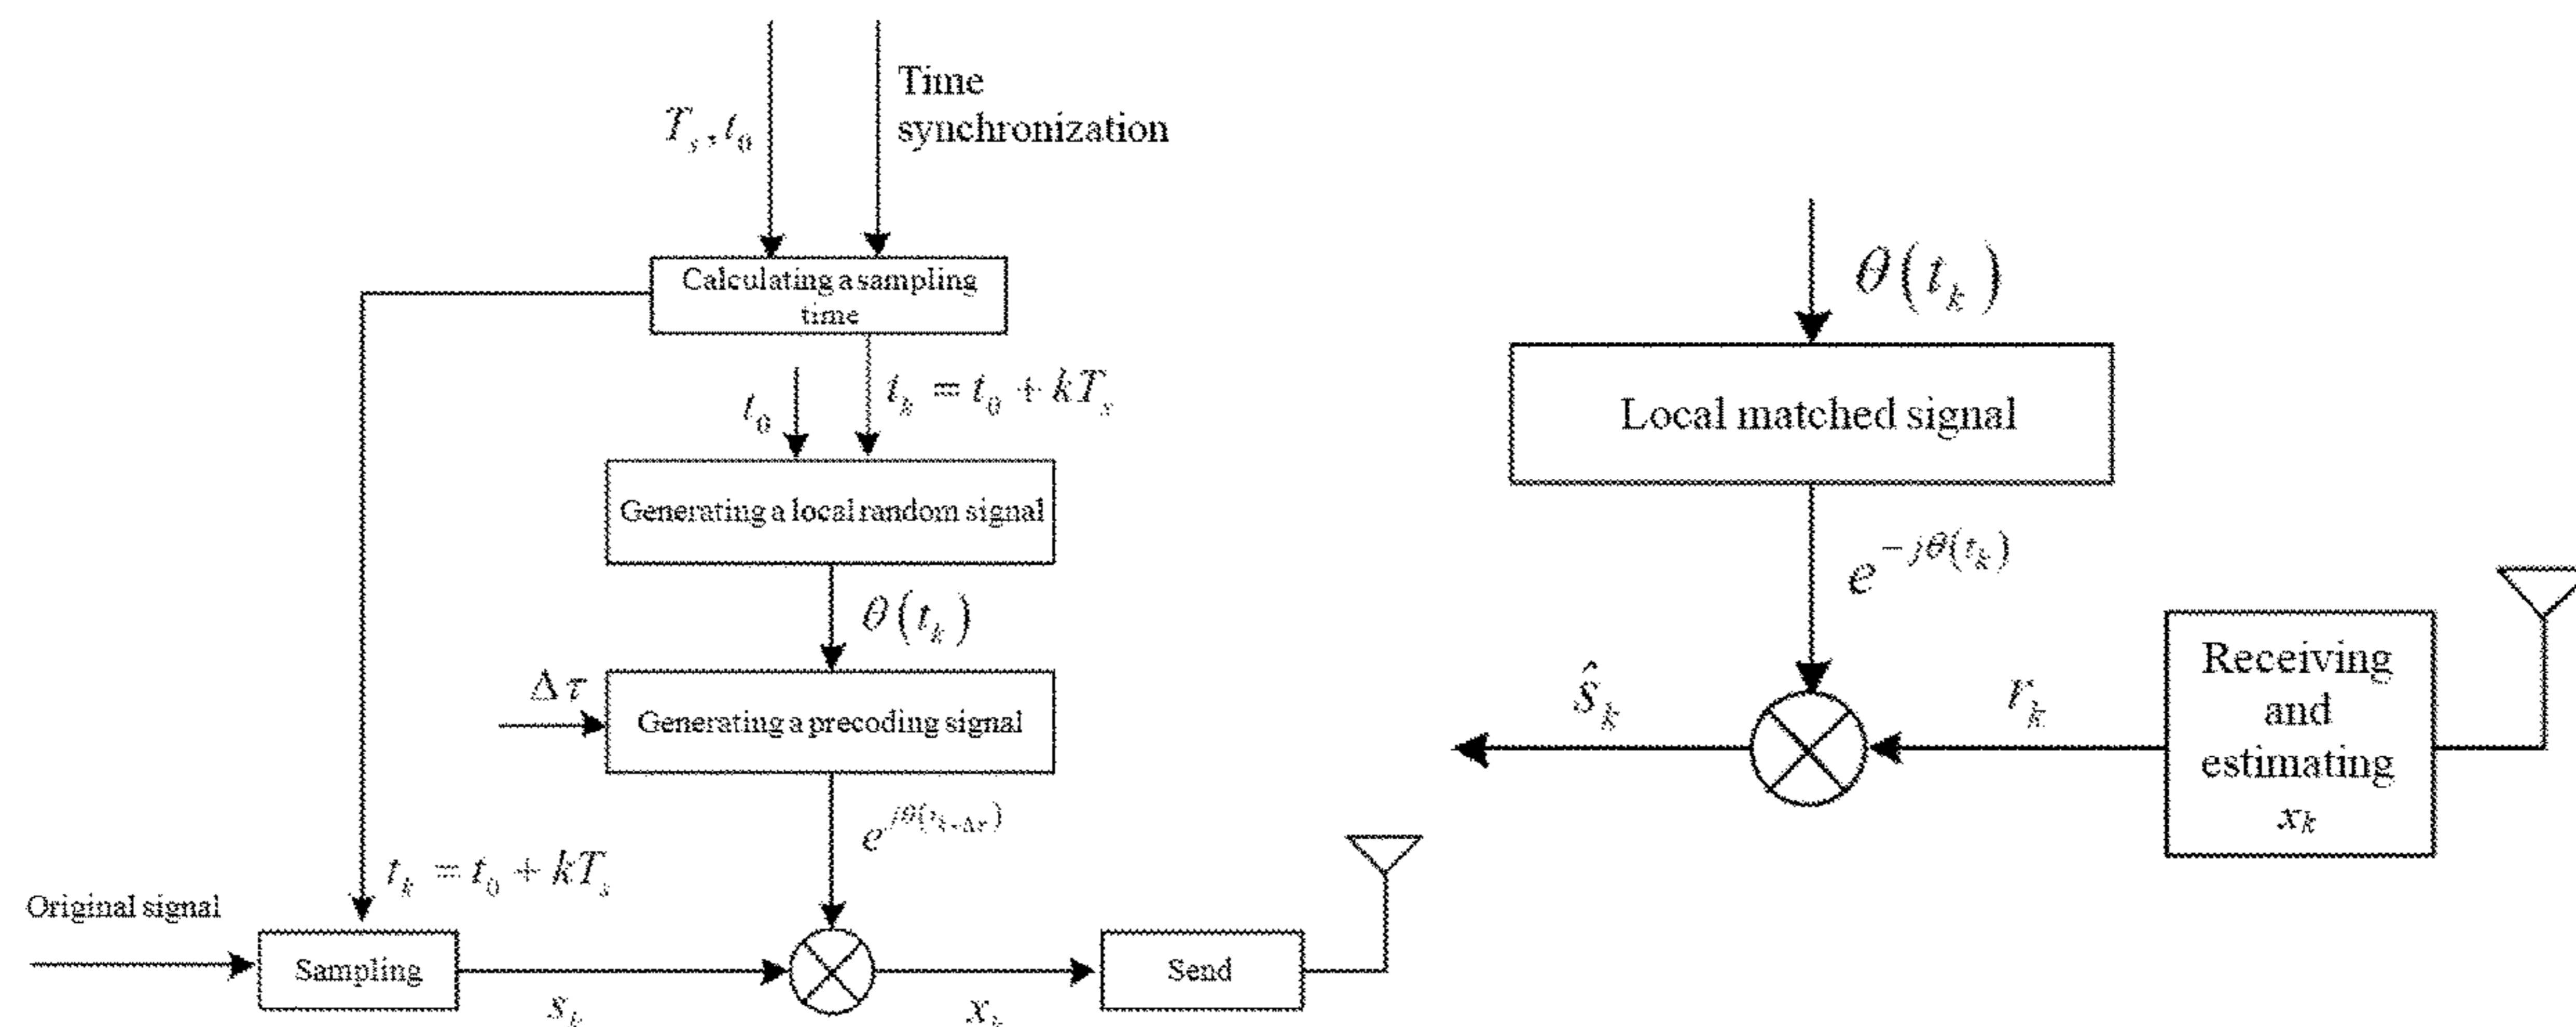 T_s, t_0
Time
synchronization
Calculating a sampling
time
t_0
t_k = t_0 + kT_s
Generating a local random signal
θ(t_k)
Δτ
Generating a precoding signal
e^{jθ(t_{k+Δτ})}
t_k = t_0 + kT_s
Original signal
Sampling
s_k
x_k
Send
θ(t_k)
Local matched signal
e^{-jθ(t_k)}
ŝ_k
r_k
Receiving
and
estimating
x_k